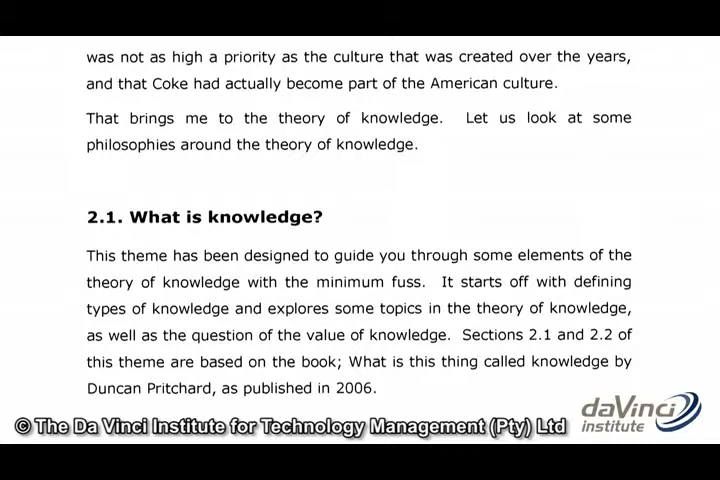 was not as high a priority as the culture that was created over the years,
and that Coke had actually become part of the American culture.
That brings me to the theory of knowledge. Let us look at some
philosophies around the theory of knowledge.
2.1. What is knowledge?
This theme has been designed to guide you through some elements of the
theory of knowledge with the minimum fuss. It starts off with defining
types of knowledge and explores some topics in the theory of knowledge,
as well as the question of the value of knowledge. Sections 2.1 and 2.2 of
this theme are based on the book; What is this thing called knowledge by
Duncan Pritchard, as published in 2006.
daVinci
institute
© The Da Vinci Institute for Technology Management (Pty) Ltd